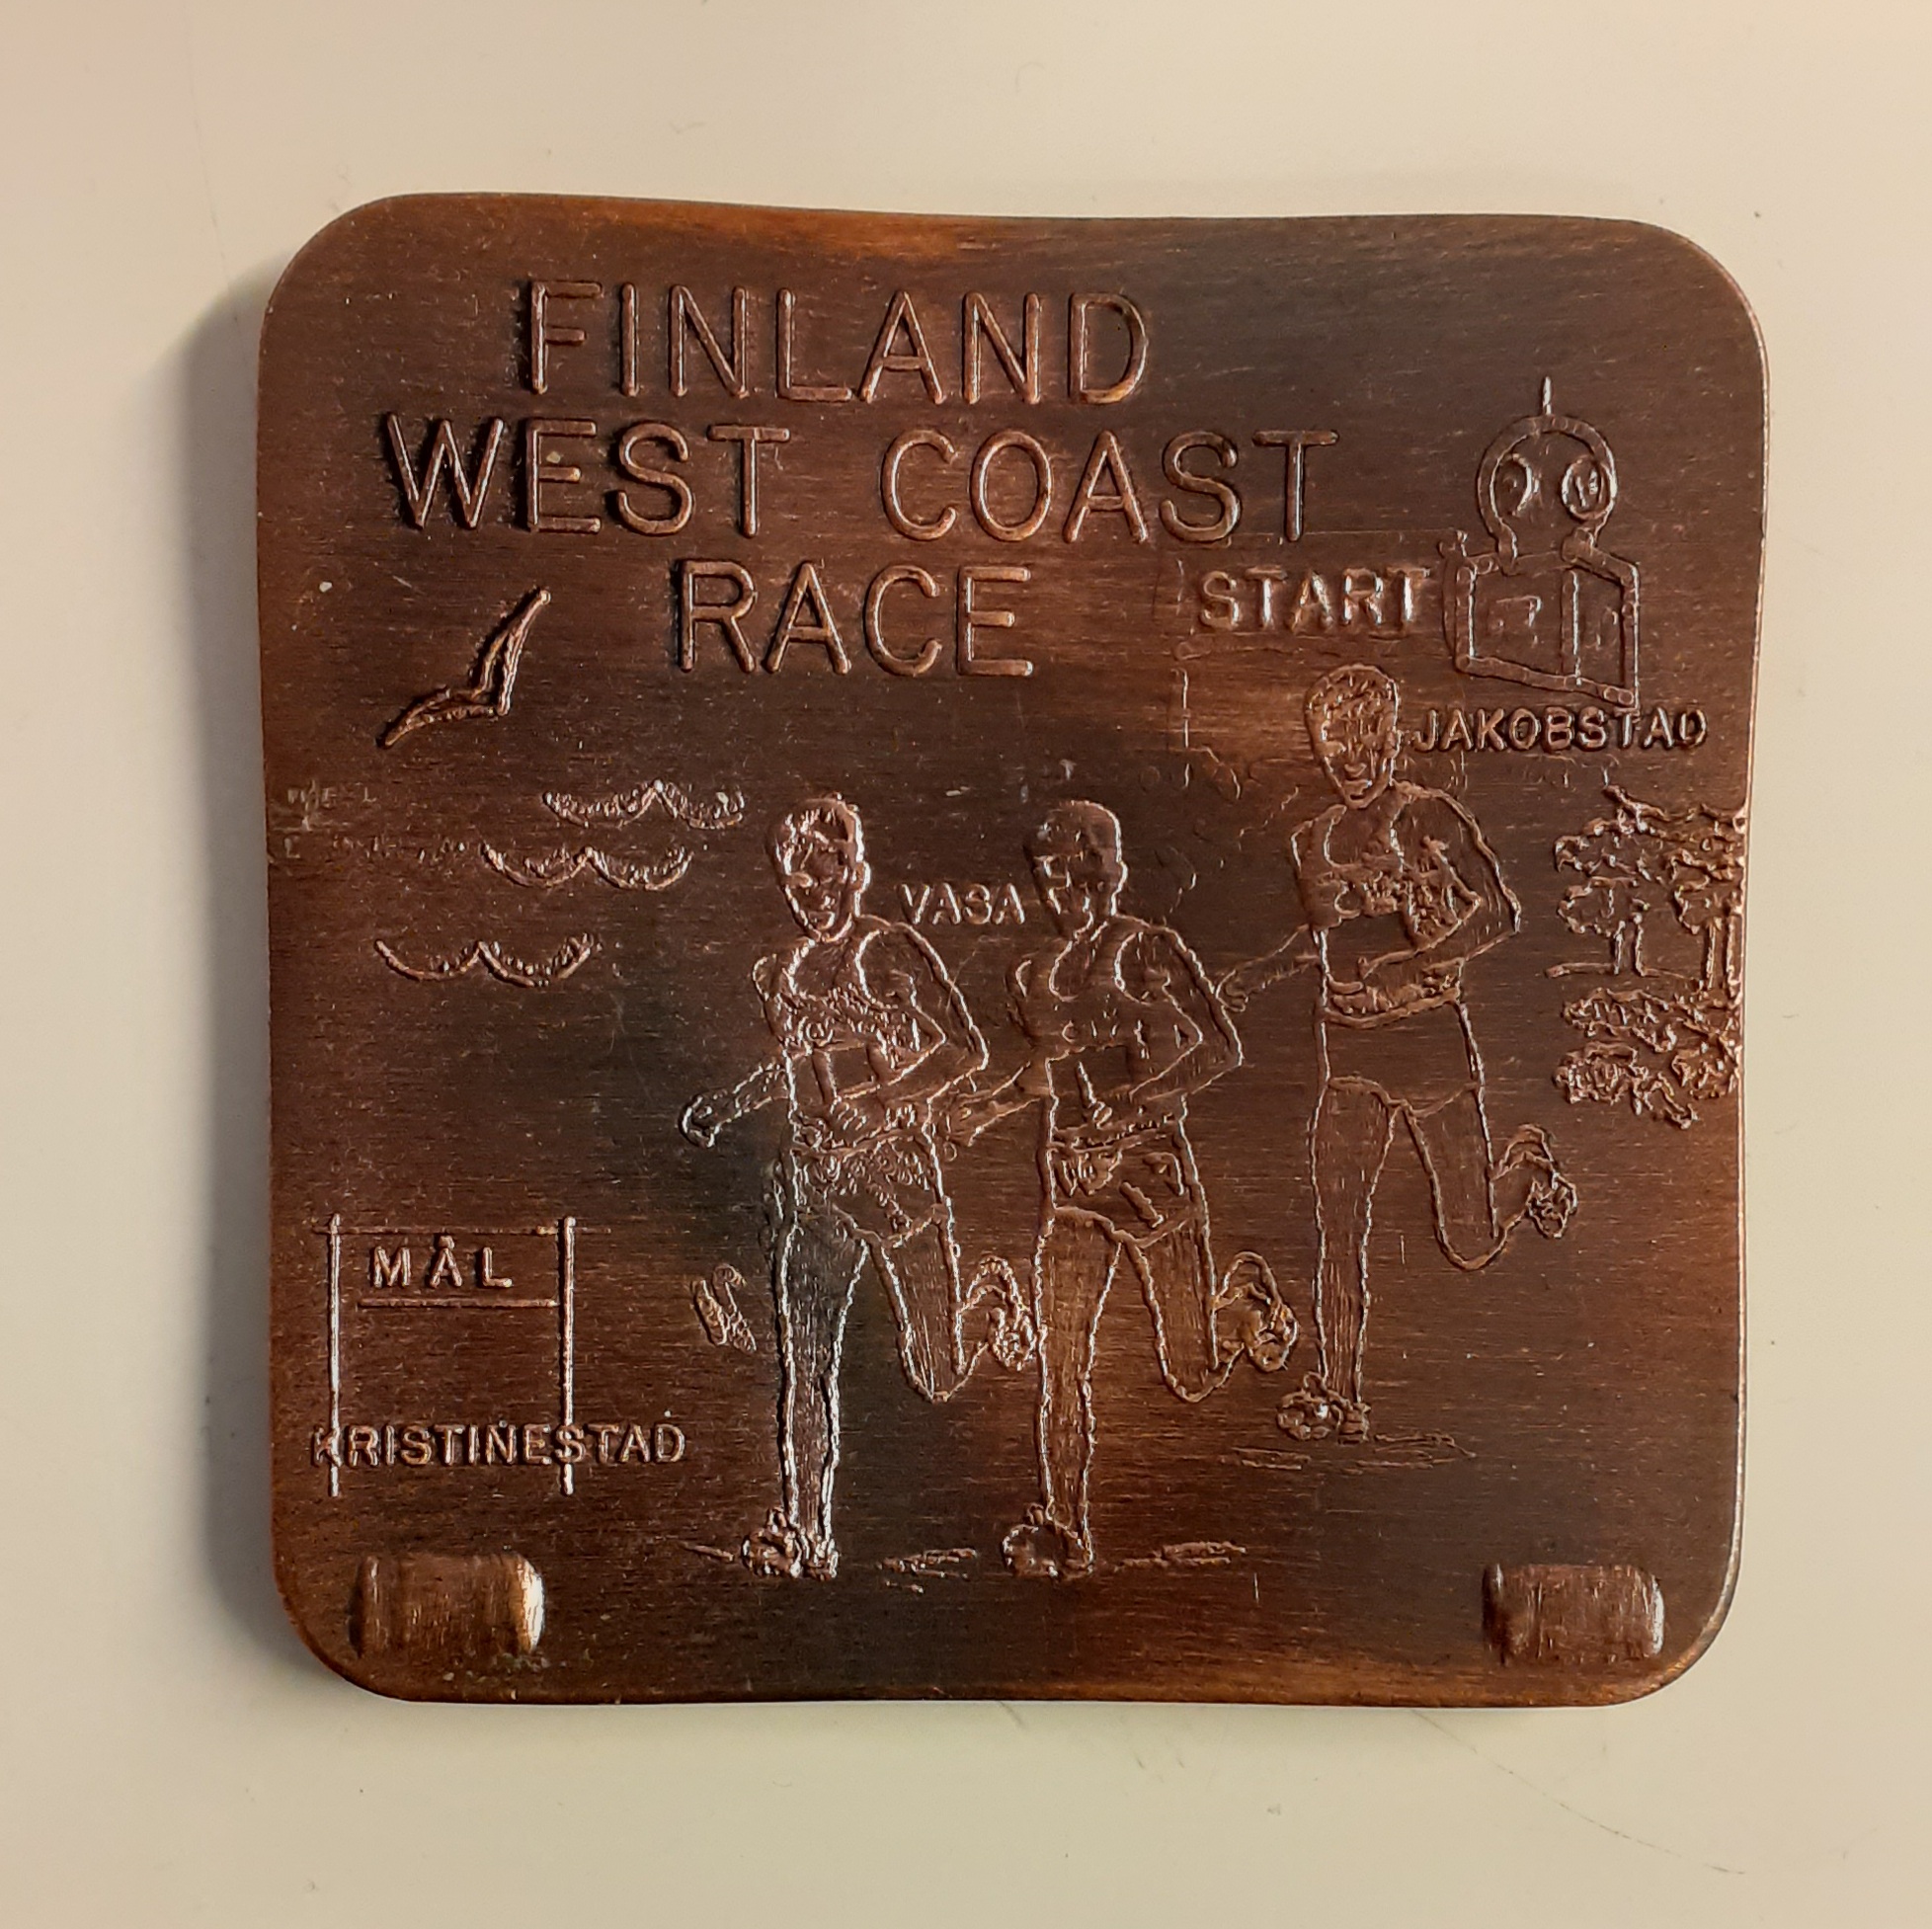 FINLAND
WEST COAST
RACE
START
JAKOBSTAD
VASA
MÅL
KRISTINESTAD